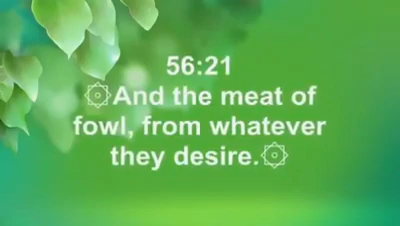 56:21
۞And the meat of
fowl, from whatever
they desire.۞